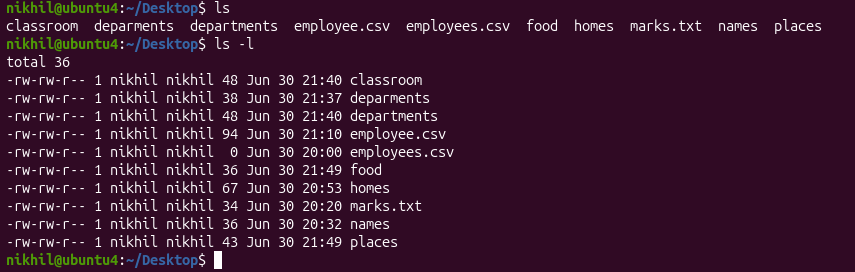 nikhil@ubuntu4:~/Desktop$ ls
classroom  deparments  departments  employee.csv  employees.csv  food  homes  marks.txt  names  places
nikhil@ubuntu4:~/Desktop$ ls -l
total 36
-rw-rw-r-- 1 nikhil nikhil 48 Jun 30 21:40 classroom
-rw-rw-r-- 1 nikhil nikhil 38 Jun 30 21:37 deparments
-rw-rw-r-- 1 nikhil nikhil 48 Jun 30 21:40 departments
-rw-rw-r-- 1 nikhil nikhil 94 Jun 30 21:10 employee.csv
-rw-rw-r-- 1 nikhil nikhil  0 Jun 30 20:00 employees.csv
-rw-rw-r-- 1 nikhil nikhil 36 Jun 30 21:49 food
-rw-rw-r-- 1 nikhil nikhil 67 Jun 30 20:53 homes
-rw-rw-r-- 1 nikhil nikhil 34 Jun 30 20:20 marks.txt
-rw-rw-r-- 1 nikhil nikhil 36 Jun 30 20:32 names
-rw-rw-r-- 1 nikhil nikhil 43 Jun 30 21:49 places
nikhil@ubuntu4:~/Desktop$